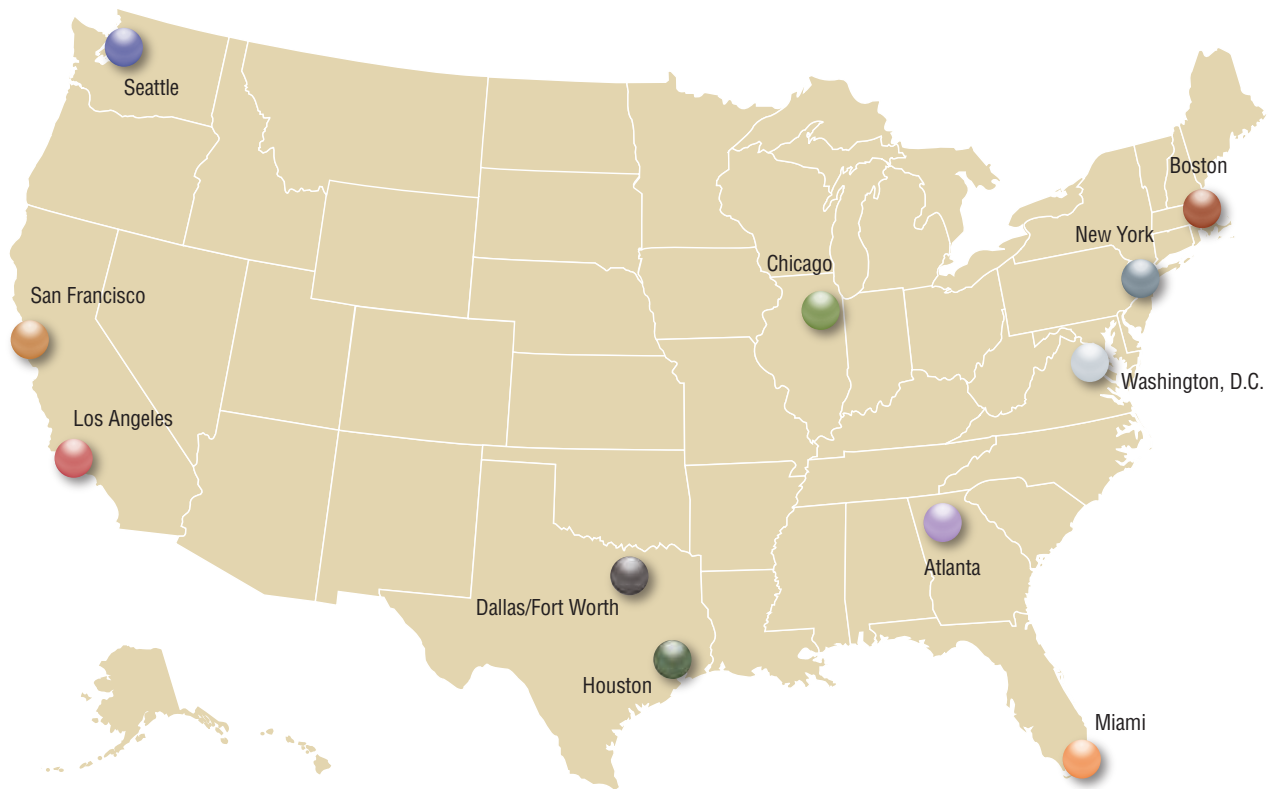 Seattle
Boston
New York
Chicago
San Francisco
Washington, D.C.
Los Angeles
Atlanta
Dallas/Fort Worth
Houston
Miami